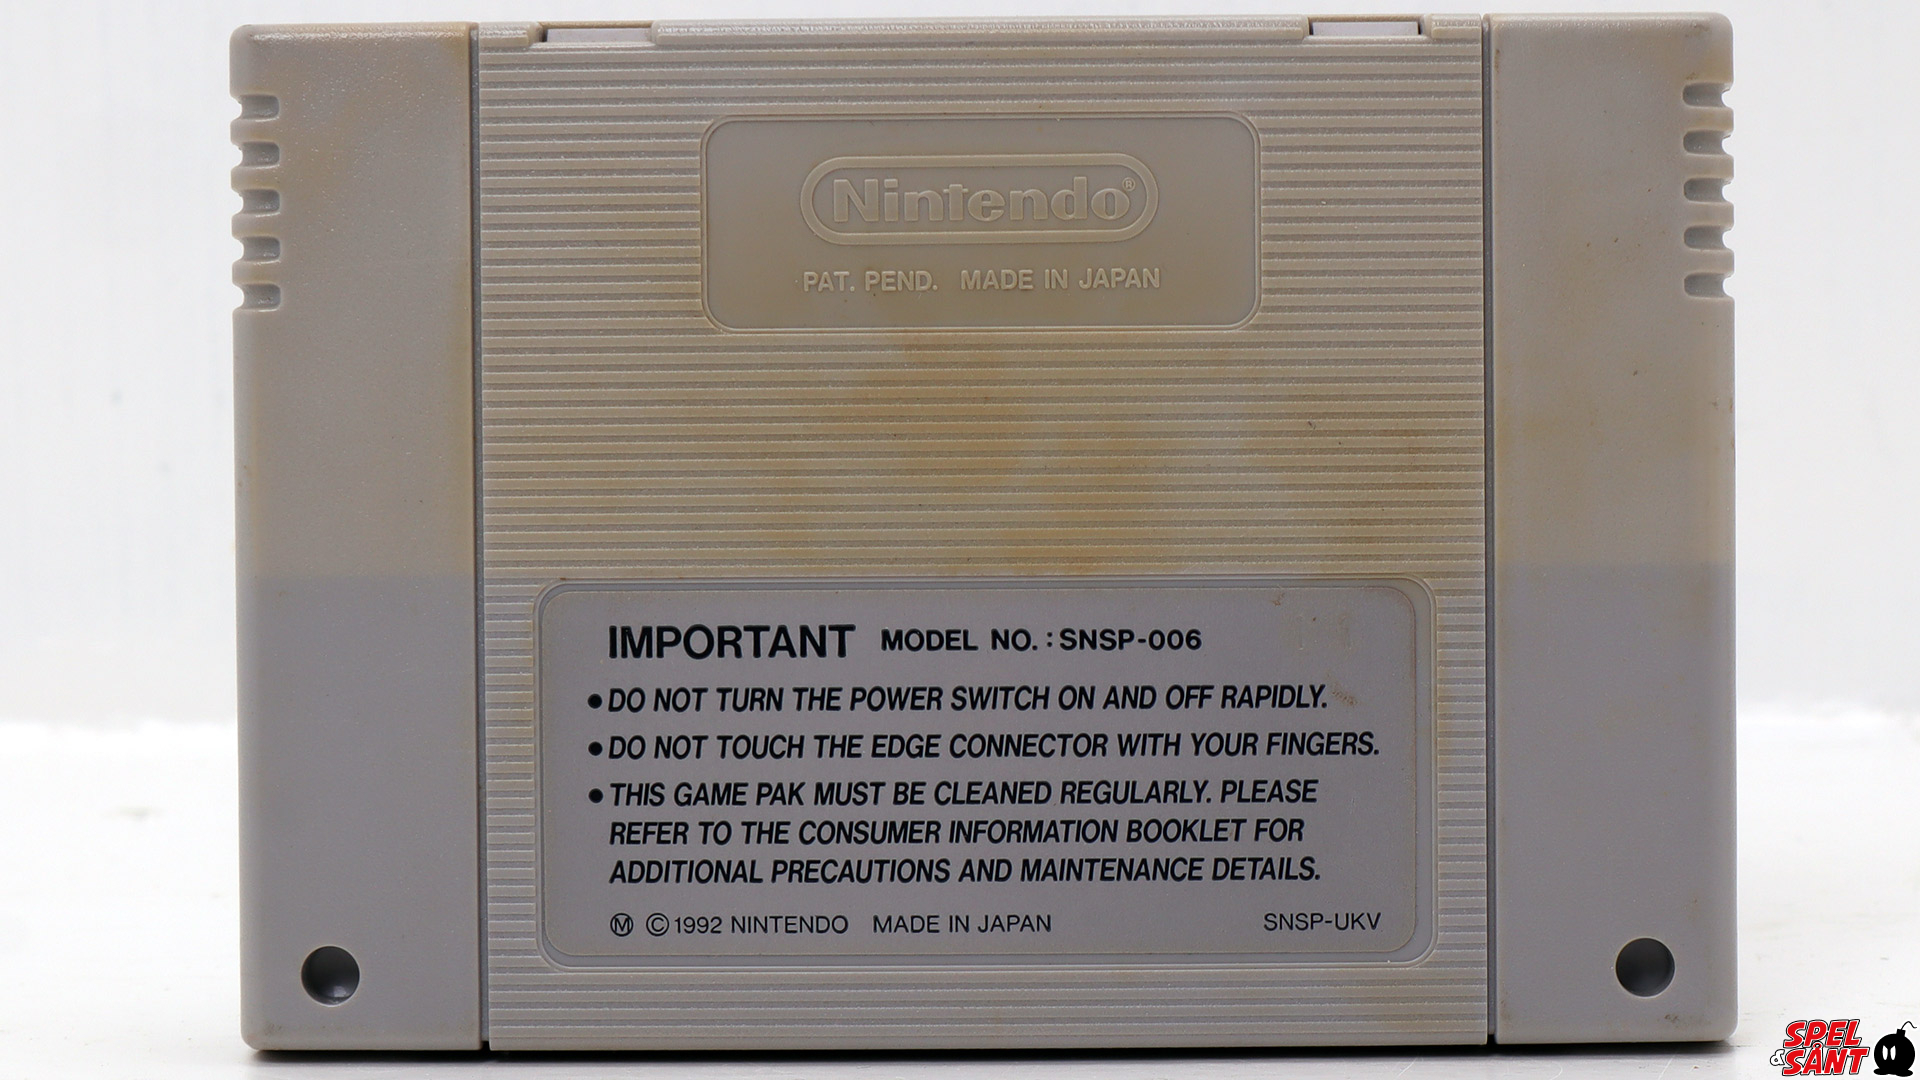 Nintendo®
PAT. PEND. MADE IN JAPAN
IMPORTANT MODEL NO. : SNSP-006
● DO NOT TURN THE POWER SWITCH ON AND OFF RAPIDLY.
● DO NOT TOUCH THE EDGE CONNECTOR WITH YOUR FINGERS.
● THIS GAME PAK MUST BE CLEANED REGULARLY. PLEASE
REFER TO THE CONSUMER INFORMATION BOOKLET FOR
ADDITIONAL PRECAUTIONS AND MAINTENANCE DETAILS.
Ⓜ © 1992 NINTENDO MADE IN JAPAN SNSP-UKV
SPEL
& SÅNT